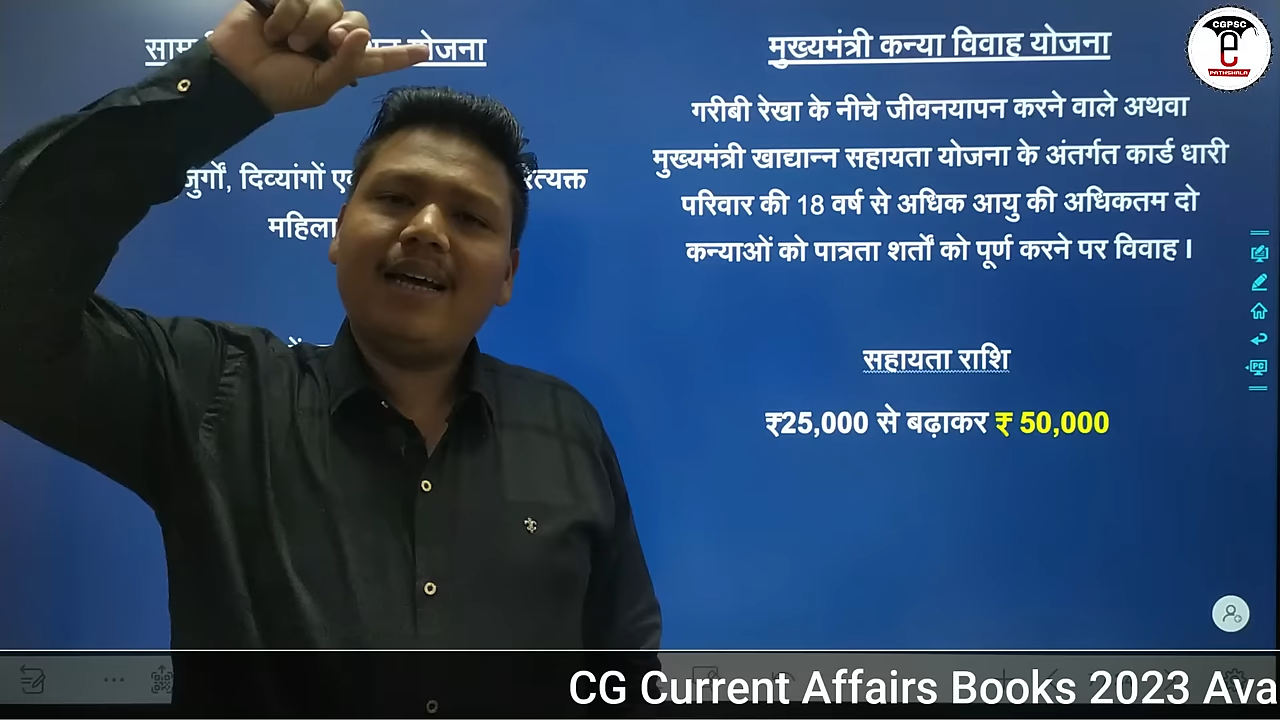 योजना
दिव्यांगों
महिला
मुख्यमंत्री कन्या विवाह योजना
गरीबी रेखा के नीचे जीवनयापन करने वाले अथवा
मुख्यमंत्री खाद्यान्न सहायता योजना के अंतर्गत कार्ड धारी
परिवार की 18 वर्ष से अधिक आयु की अधिकतम दो
कन्याओं को पात्रता शर्तों को पूर्ण करने पर विवाह।
सहायता राशि
₹25,000 से बढ़ाकर ₹ 50,000
CGPSC
e
PATHSHALA
CG Current Affairs Books 2023 Ava